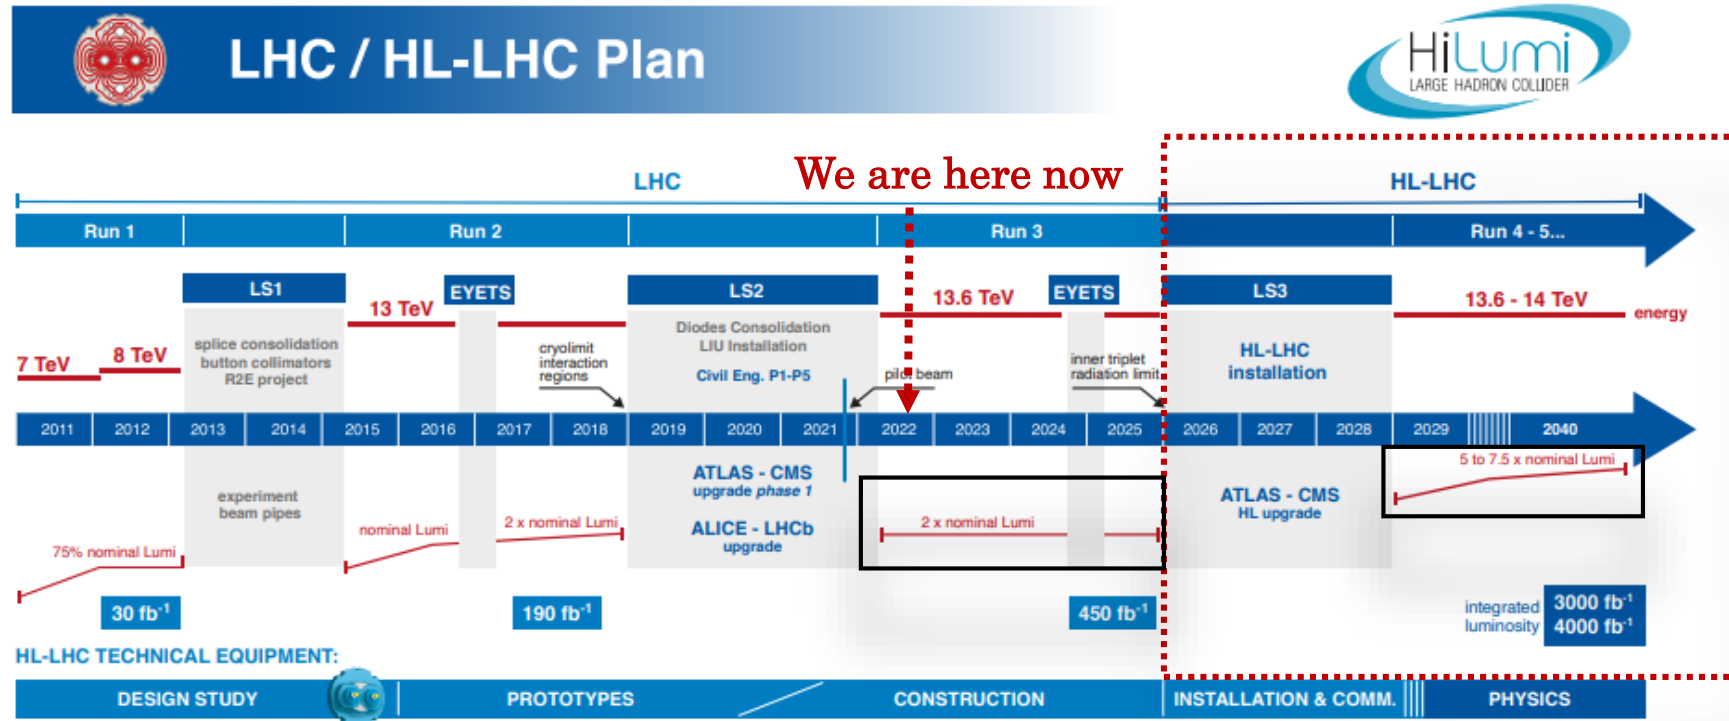 LHC / HL-LHC Plan
HiLumi
LARGE HADRON COLLIDER
We are here now
LHC
HL-LHC
Run 1
Run 2
Run 3
Run 4 - 5...
LS1
EYETS
LS2
EYETS
LS3
13 TeV
13.6 TeV
13.6 - 14 TeV
energy
7 TeV
8 TeV
splice consolidation
button collimators
R2E project
cryolimit
interaction
regions
Diodes Consolidation
LIU Installation
Civil Eng. P1-P5
pilot beam
inner triplet
radiation limit
HL-LHC
installation
2011 2012 2013 2014 2015 2016 2017 2018 2019 2020 2021 2022 2023 2024 2025 2026 2027 2028 2029 2040
5 to 7.5 x nominal Lumi
experiment
beam pipes
ATLAS - CMS
upgrade phase 1
ALICE - LHCb
upgrade
ATLAS - CMS
HL upgrade
75% nominal Lumi
nominal Lumi
2 x nominal Lumi
2 x nominal Lumi
30 fb-1
190 fb-1
450 fb-1
integrated
luminosity
3000 fb-1
4000 fb-1
HL-LHC TECHNICAL EQUIPMENT:
DESIGN STUDY
PROTOTYPES
CONSTRUCTION
INSTALLATION & COMM.
PHYSICS